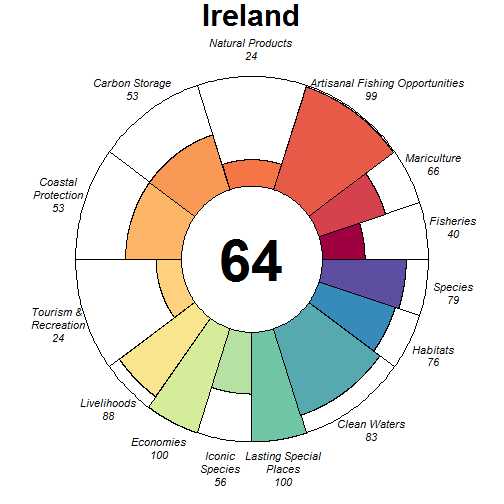 Ireland
Natural Products
24
Carbon Storage
53
Artisanal Fishing Opportunities
99
Mariculture
66
Coastal
Protection
53
Fisheries
40
64
Species
79
Tourism &
Recreation
24
Habitats
76
Livelihoods
88
Clean Waters
83
Economies
100
Iconic
Species
56
Lasting Special
Places
100